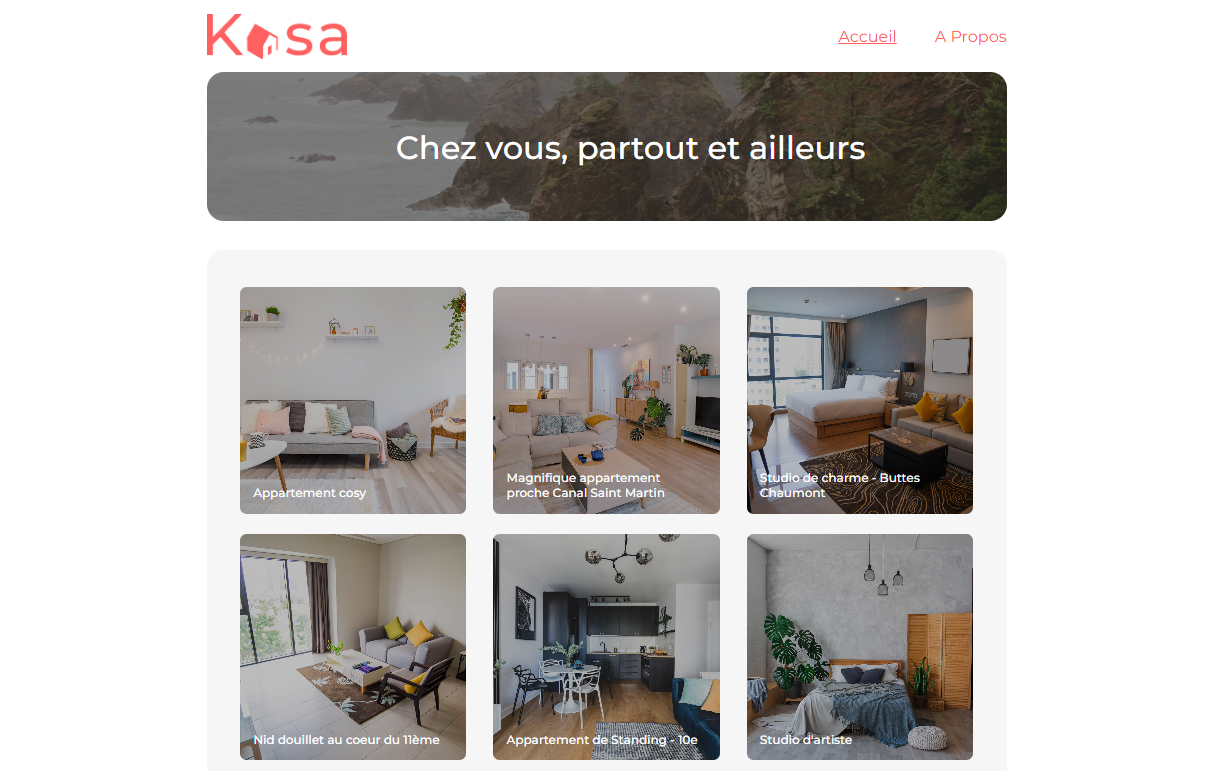 Kasa
Accueil
A Propos
Chez vous, partout et ailleurs
Appartement cosy
Magnifique appartement
proche Canal Saint Martin
Studio de charme - Buttes
Chaumont
Nid douillet au coeur du 11ème
Appartement de Standing - 10e
Studio d'artiste